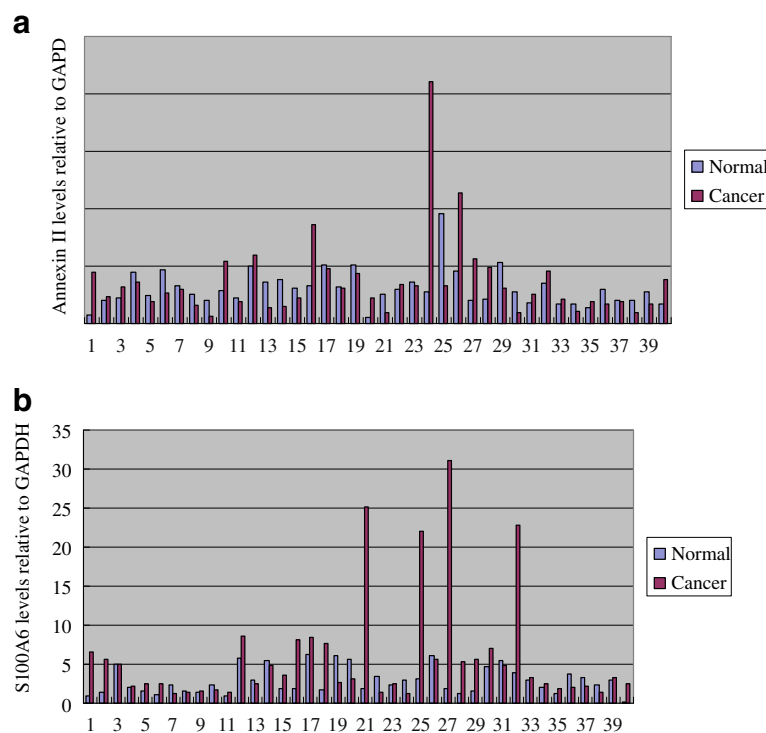 a
Annexin II levels relative to GAPD
Normal
Cancer
1 3 5 7 9 11 13 15 17 19 21 23 25 27 29 31 33 35 37 39
b
S100A6 levels relative to GAPDH
35
30
25
20
15
10
5
0
Normal
Cancer
1 3 5 7 9 11 13 15 17 19 21 23 25 27 29 31 33 35 37 39